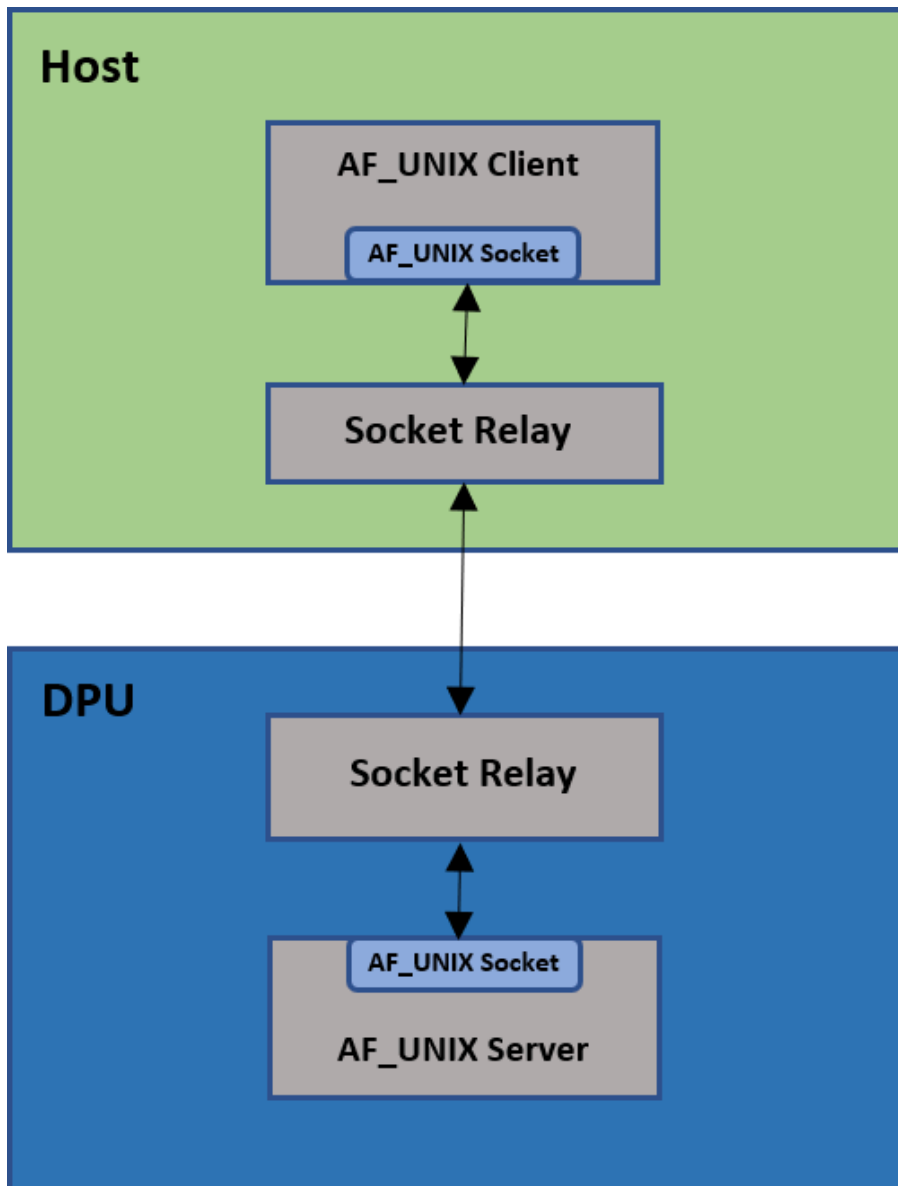 Host
AF_UNIX Client
AF_UNIX Socket
Socket Relay
DPU
Socket Relay
AF_UNIX Socket
AF_UNIX Server